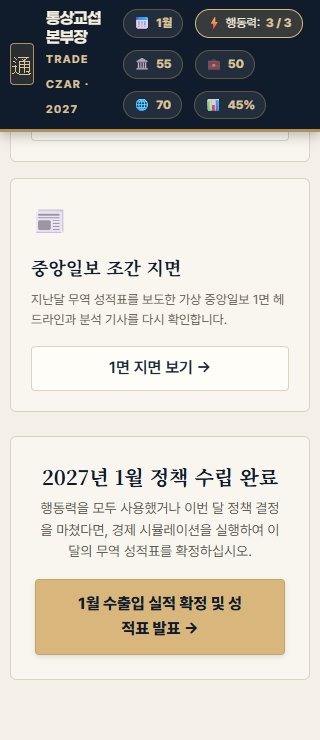 通
통상교섭
본부장
TRADE
CZAR ·
2027
1월
행동력: 3 / 3
55
50
70
45%
중앙일보 조간 지면
지난달 무역 성적표를 보도한 가상 중앙일보 1면 헤
드라인과 분석 기사를 다시 확인합니다.
1면 지면 보기 →
2027년 1월 정책 수립 완료
행동력을 모두 사용했거나 이번 달 정책 결정
을 마쳤다면, 경제 시뮬레이션을 실행하여 이
달의 무역 성적표를 확정하십시오.
1월 수출입 실적 확정 및 성
적표 발표 →